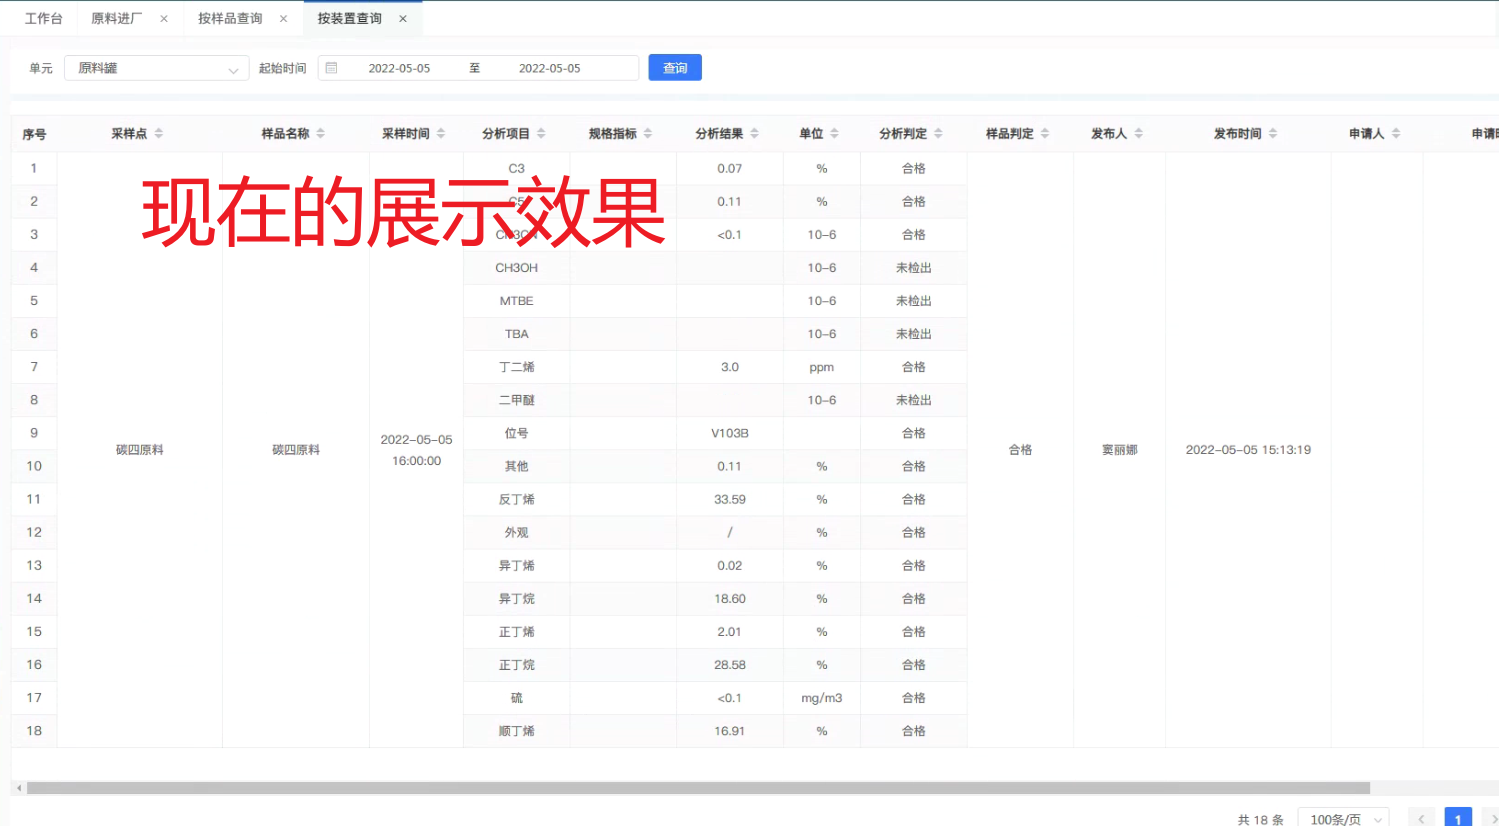 工作台 原料进厂 × 按样品查询 × 按装置查询 ×
单元 原料罐 起始时间 2022-05-05 至 2022-05-05 查询
序号 采样点 样品名称 采样时间 分析项目 规格指标 分析结果 单位 分析判定 样品判定 发布人 发布时间 申请人
现在的展示效果
1 C3 0.07 % 合格
2 C5 0.11 % 合格
3 CH3CN <0.1 10-6 合格
4 CH3OH 10-6 未检出
5 MTBE 10-6 未检出
6 TBA 10-6 未检出
7 丁二烯 3.0 ppm 合格
8 二甲醚 10-6 未检出
9 位号 V103B 合格
碳四原料 碳四原料 2022-05-05 16:00:00 合格 窦丽娜 2022-05-05 15:13:19
10 其他 0.11 % 合格
11 反丁烯 33.59 % 合格
12 外观 / % 合格
13 异丁烯 0.02 % 合格
14 异丁烷 18.60 % 合格
15 正丁烯 2.01 % 合格
16 正丁烷 28.58 % 合格
17 硫 <0.1 mg/m3 合格
18 顺丁烯 16.91 % 合格
共 18 条 100条/页 1